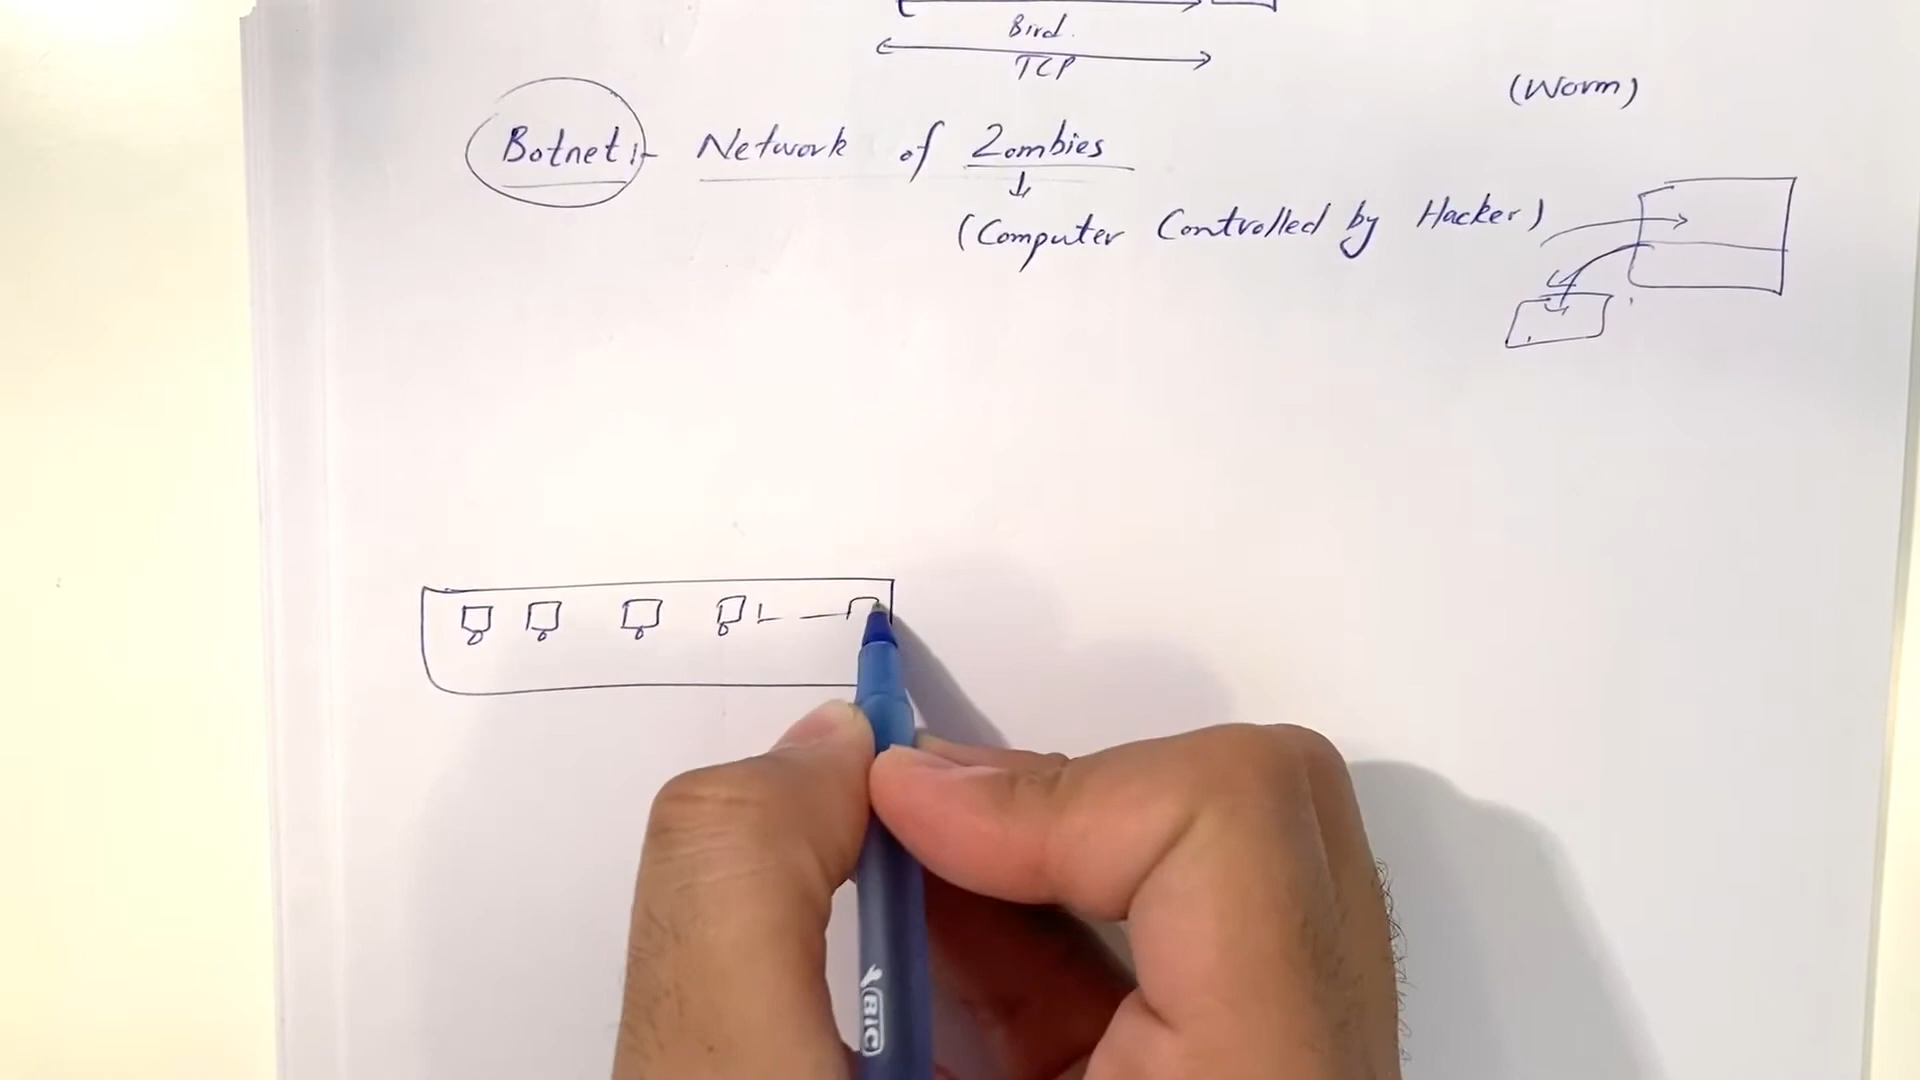 Bird.
TCP
(Worm)
Botnet:- Network of Zombies
(Computer Controlled by Hacker)
BIC